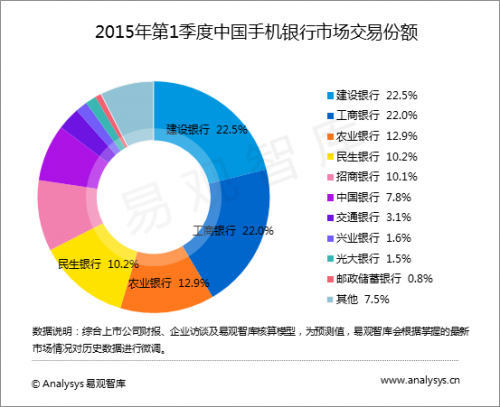 2015年第1季度中国手机银行市场交易份额
建设银行 22.5%
工商银行 22.0%
农业银行 12.9%
民生银行 10.2%
建设银行 22.5%
工商银行 22.0%
农业银行 12.9%
民生银行 10.2%
招商银行 10.1%
中国银行 7.8%
交通银行 3.1%
兴业银行 1.6%
光大银行 1.5%
邮政储蓄银行 0.8%
其他 7.5%
易观智库
数据说明：综合上市公司财报、企业访谈及易观智库核算模型，为预测值，易观智库会根据掌握的最新
市场情况对历史数据进行微调。
© Analysys 易观智库
www.analysys.cn